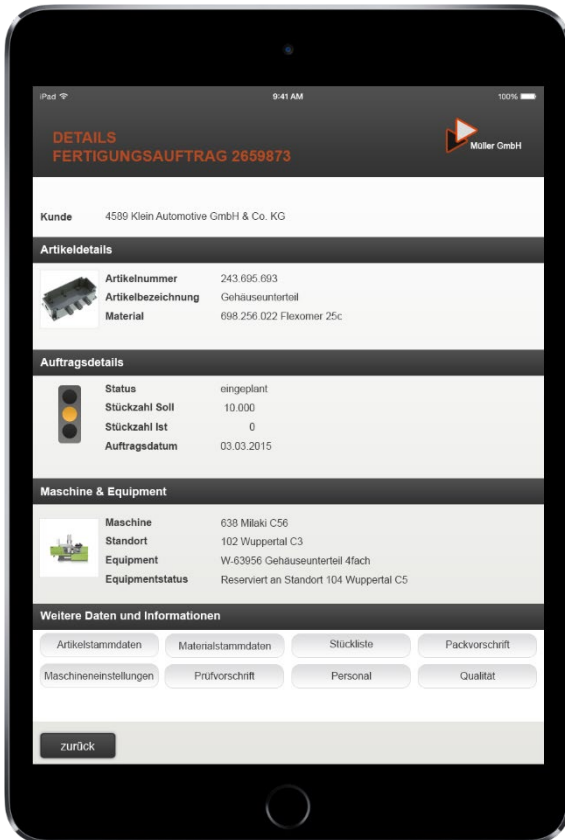 iPad
9:41 AM
100%
DETAILS
FERTIGUNGSAUFTRAG 2659873
Müller GmbH
Kunde 4589 Klein Automotive GmbH & Co. KG
Artikeldetails
Artikelnummer 243.695.693
Artikelbezeichnung Gehäuseunterteil
Material 698.256.022 Flexomer 25c
Auftragsdetails
Status eingeplant
Stückzahl Soll 10.000
Stückzahl Ist 0
Auftragsdatum 03.03.2015
Maschine & Equipment
Maschine 638 Milaki C56
Standort 102 Wuppertal C3
Equipment W-63956 Gehäuseunterteil 4fach
Equipmentstatus Reserviert an Standort 104 Wuppertal C5
Weitere Daten und Informationen
Artikelstammdaten Materialstammdaten Stückliste Packvorschrift
Maschineneinstellungen Prüfvorschrift Personal Qualität
zurück